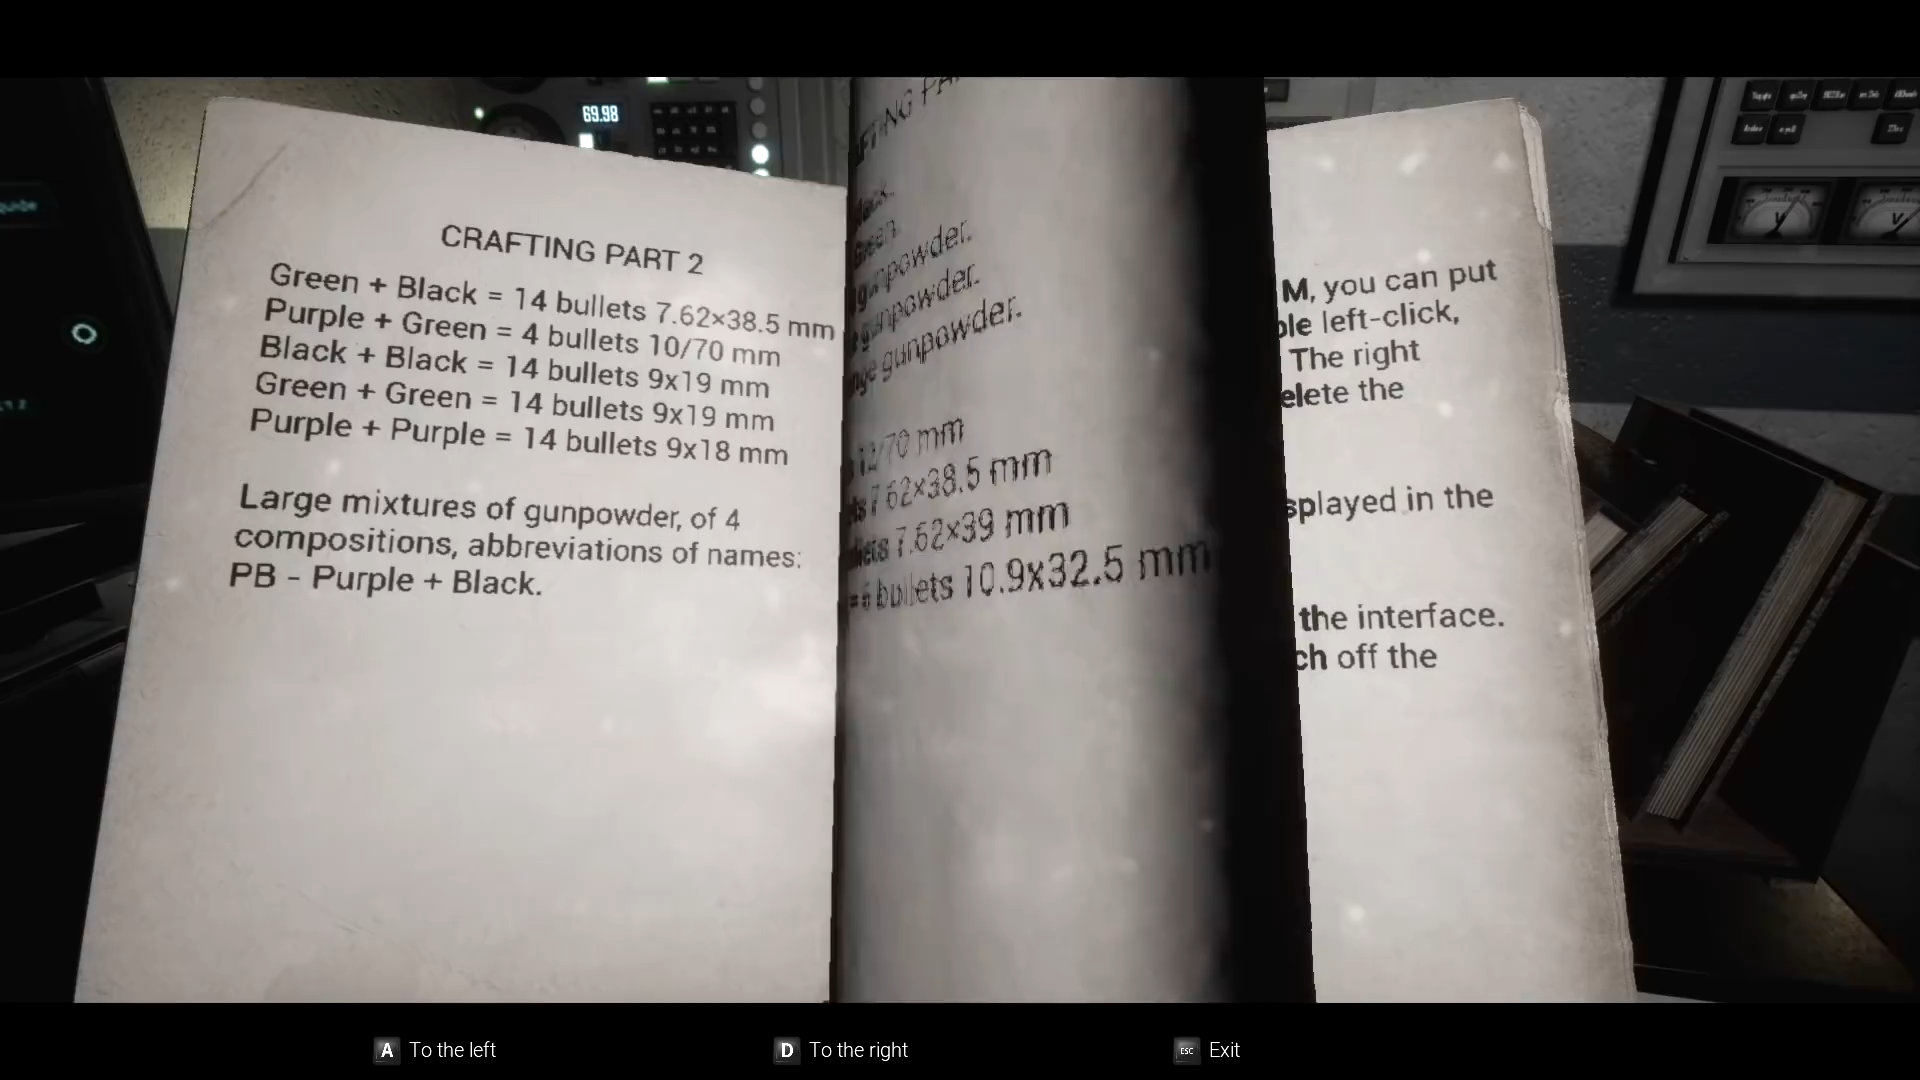 69.98
CRAFTING PART 2
Green + Black = 14 bullets 7.62×38.5 mm
Purple + Green = 4 bullets 10/70 mm
Black + Black = 14 bullets 9x19 mm
Green + Green = 14 bullets 9x19 mm
Purple + Purple = 14 bullets 9x18 mm
Large mixtures of gunpowder, of 4
compositions, abbreviations of names:
PB - Purple + Black.
gunpowder.
gunpowder.
gunpowder.
12/70 mm
7.62×38.5 mm
7.62×39 mm
bullets 10.9x32.5 mm
M, you can put
left-click,
The right
the
in the
the interface.
off the
V
V
A To the left
D To the right
ESC Exit